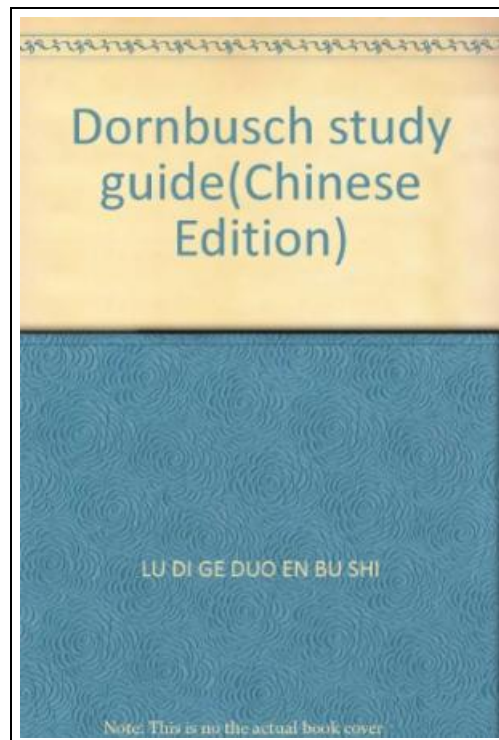 Dornbusch study
guide(Chinese
Edition)
LU DI GE DUO EN BU SHI
Note: This is no the actual book cover